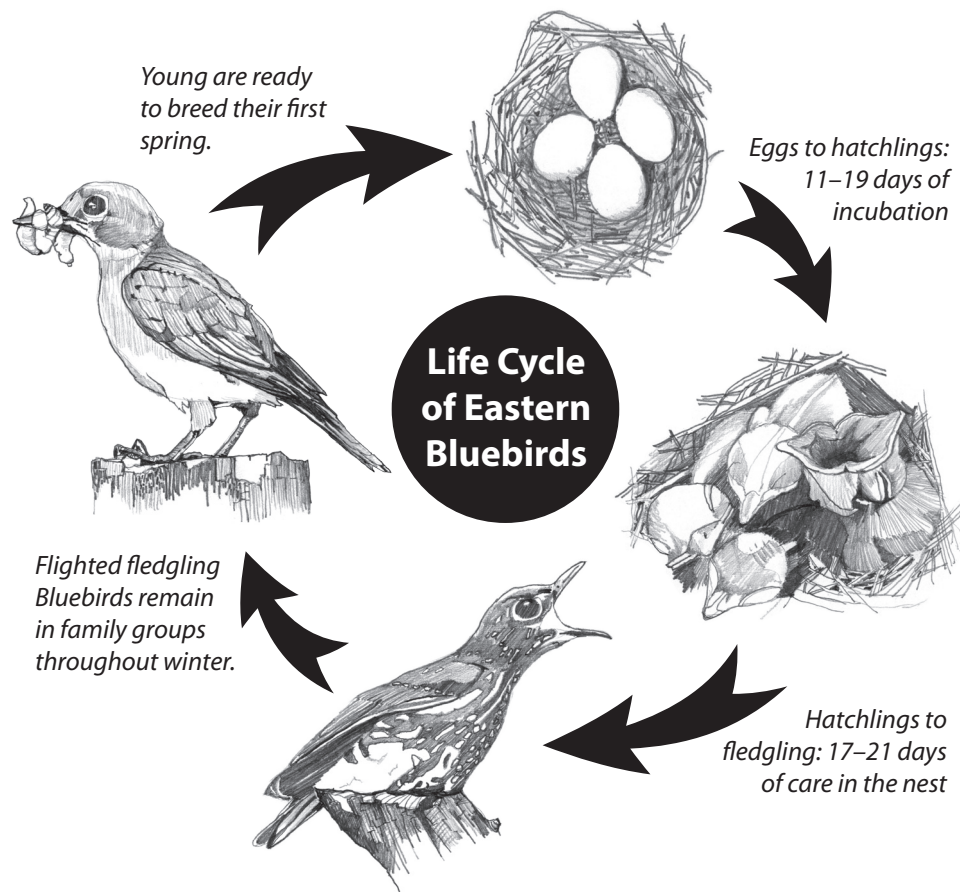 Young are ready
to breed their first
spring.
Eggs to hatchlings:
11–19 days of
incubation
Life Cycle
of Eastern
Bluebirds
Flighted fledgling
Bluebirds remain
in family groups
throughout winter.
Hatchlings to
fledgling: 17–21 days
of care in the nest